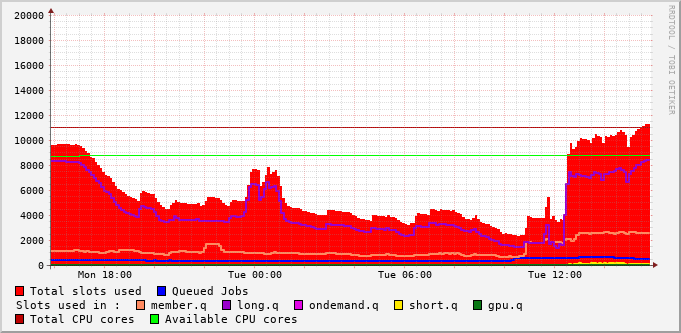 RRDTOOL / TOBI OETIKER
20000
18000
16000
14000
12000
10000
8000
6000
4000
2000
0
Mon 18:00 Tue 00:00 Tue 06:00 Tue 12:00
Total slots used Queued Jobs
Slots used in : member.q long.q ondemand.q short.q gpu.q
Total CPU cores Available CPU cores